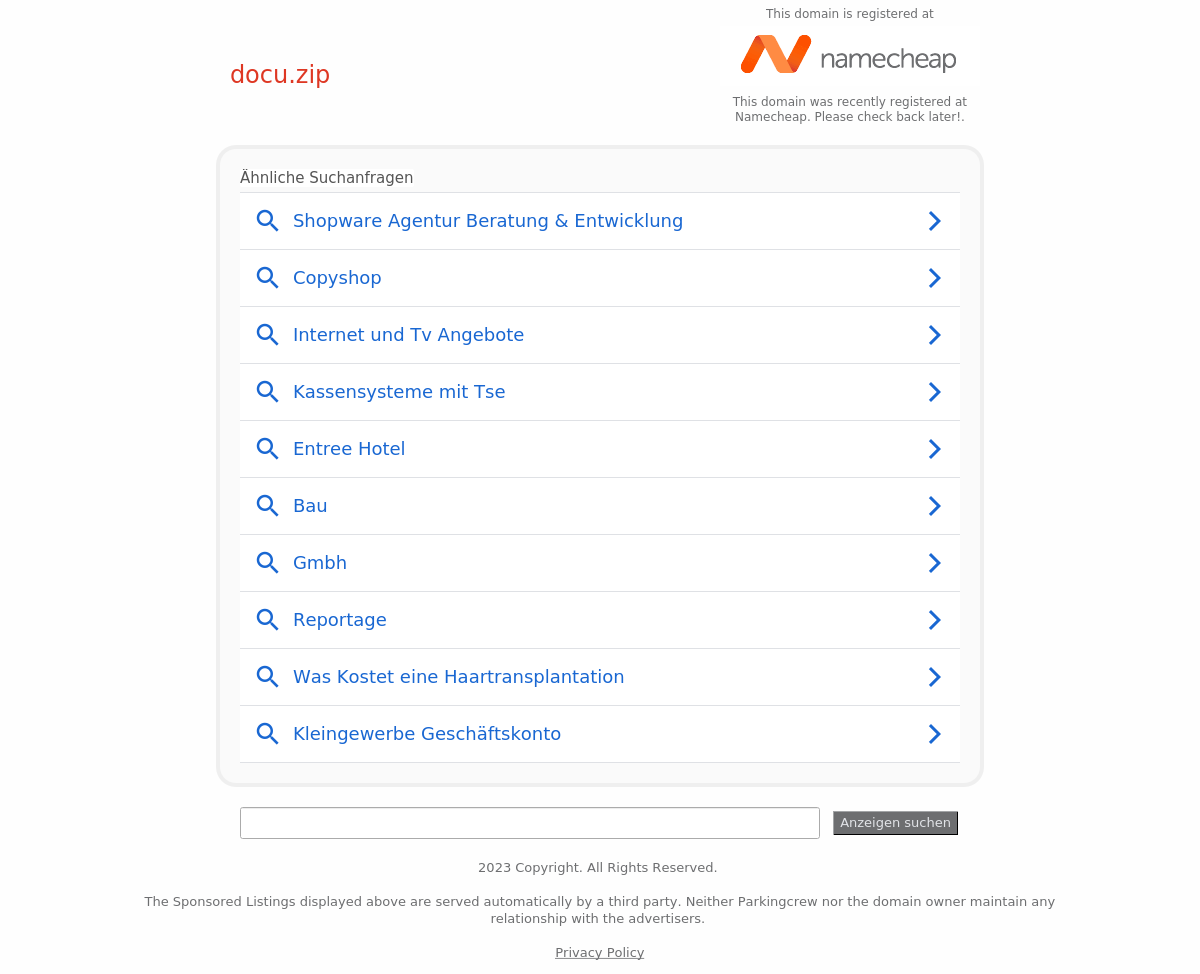 This domain is registered at
namecheap
docu.zip
This domain was recently registered at
Namecheap. Please check back later!.
Ähnliche Suchanfragen
Shopware Agentur Beratung & Entwicklung
Copyshop
Internet und Tv Angebote
Kassensysteme mit Tse
Entree Hotel
Bau
Gmbh
Reportage
Was Kostet eine Haartransplantation
Kleingewerbe Geschäftskonto
Anzeigen suchen
2023 Copyright. All Rights Reserved.
The Sponsored Listings displayed above are served automatically by a third party. Neither Parkingcrew nor the domain owner maintain any
relationship with the advertisers.
Privacy Policy